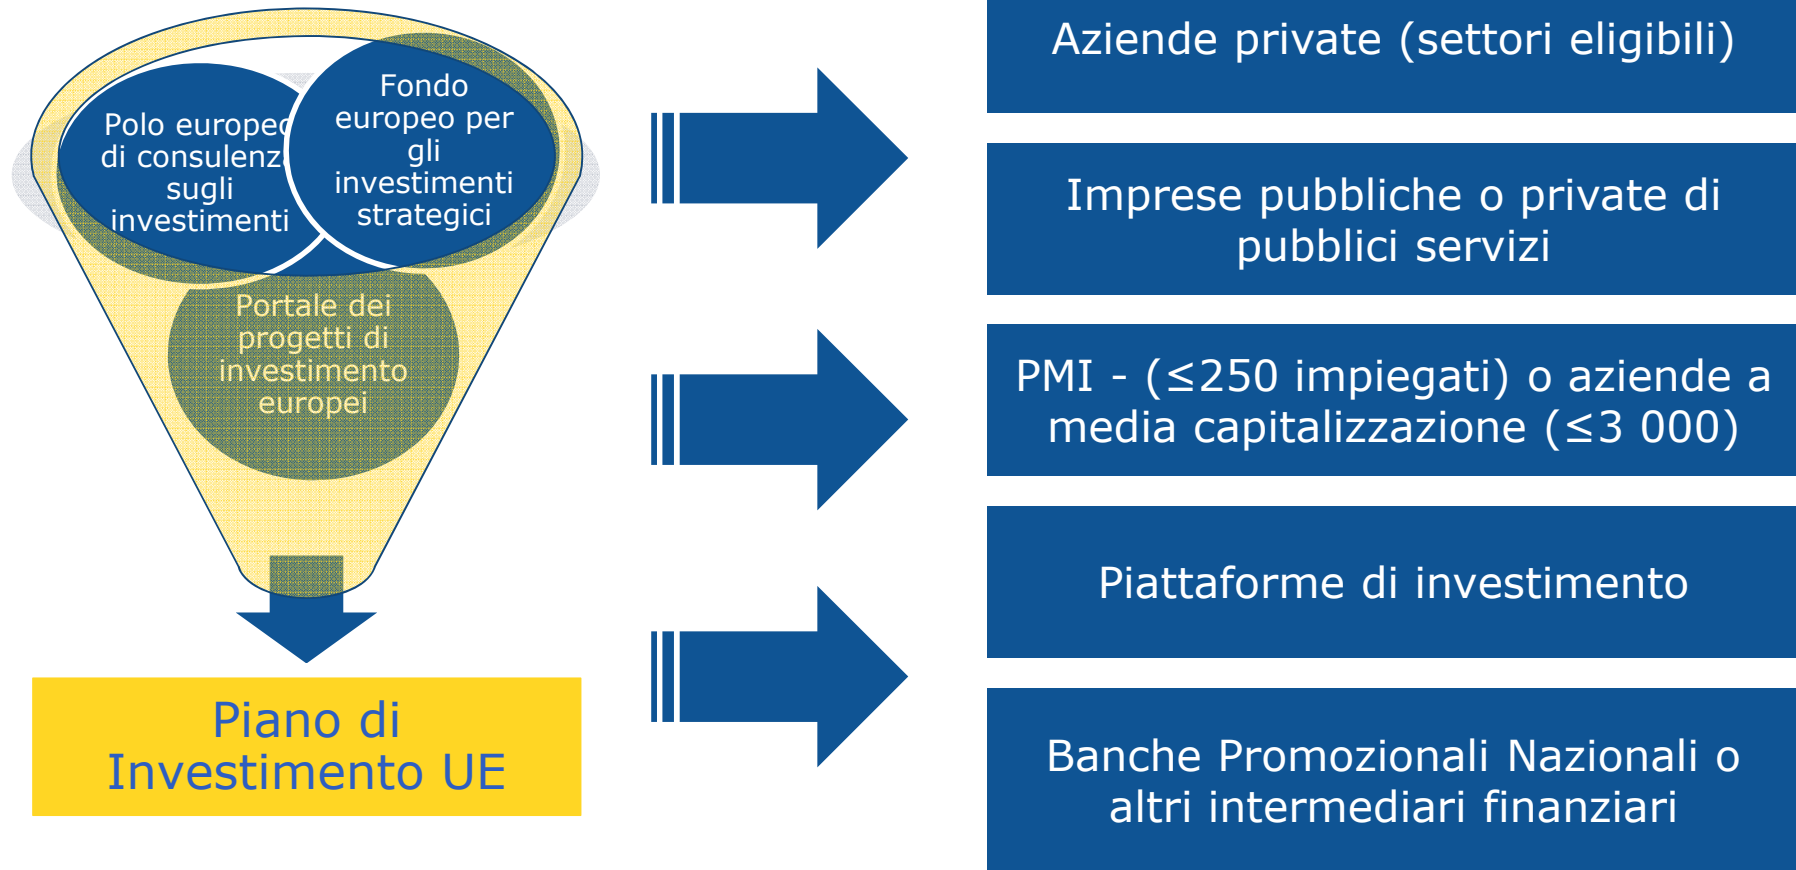 Polo europeo
di consulenz
sugli
investimenti
Fondo
europeo per
gli
investimenti
strategici
Portale dei
progetti di
investimento
europei
Piano di
Investimento UE
Aziende private (settori eligibili)
Imprese pubbliche o private di
pubblici servizi
PMI - (≤250 impiegati) o aziende a
media capitalizzazione (≤3 000)
Piattaforme di investimento
Banche Promozionali Nazionali o
altri intermediari finanziari